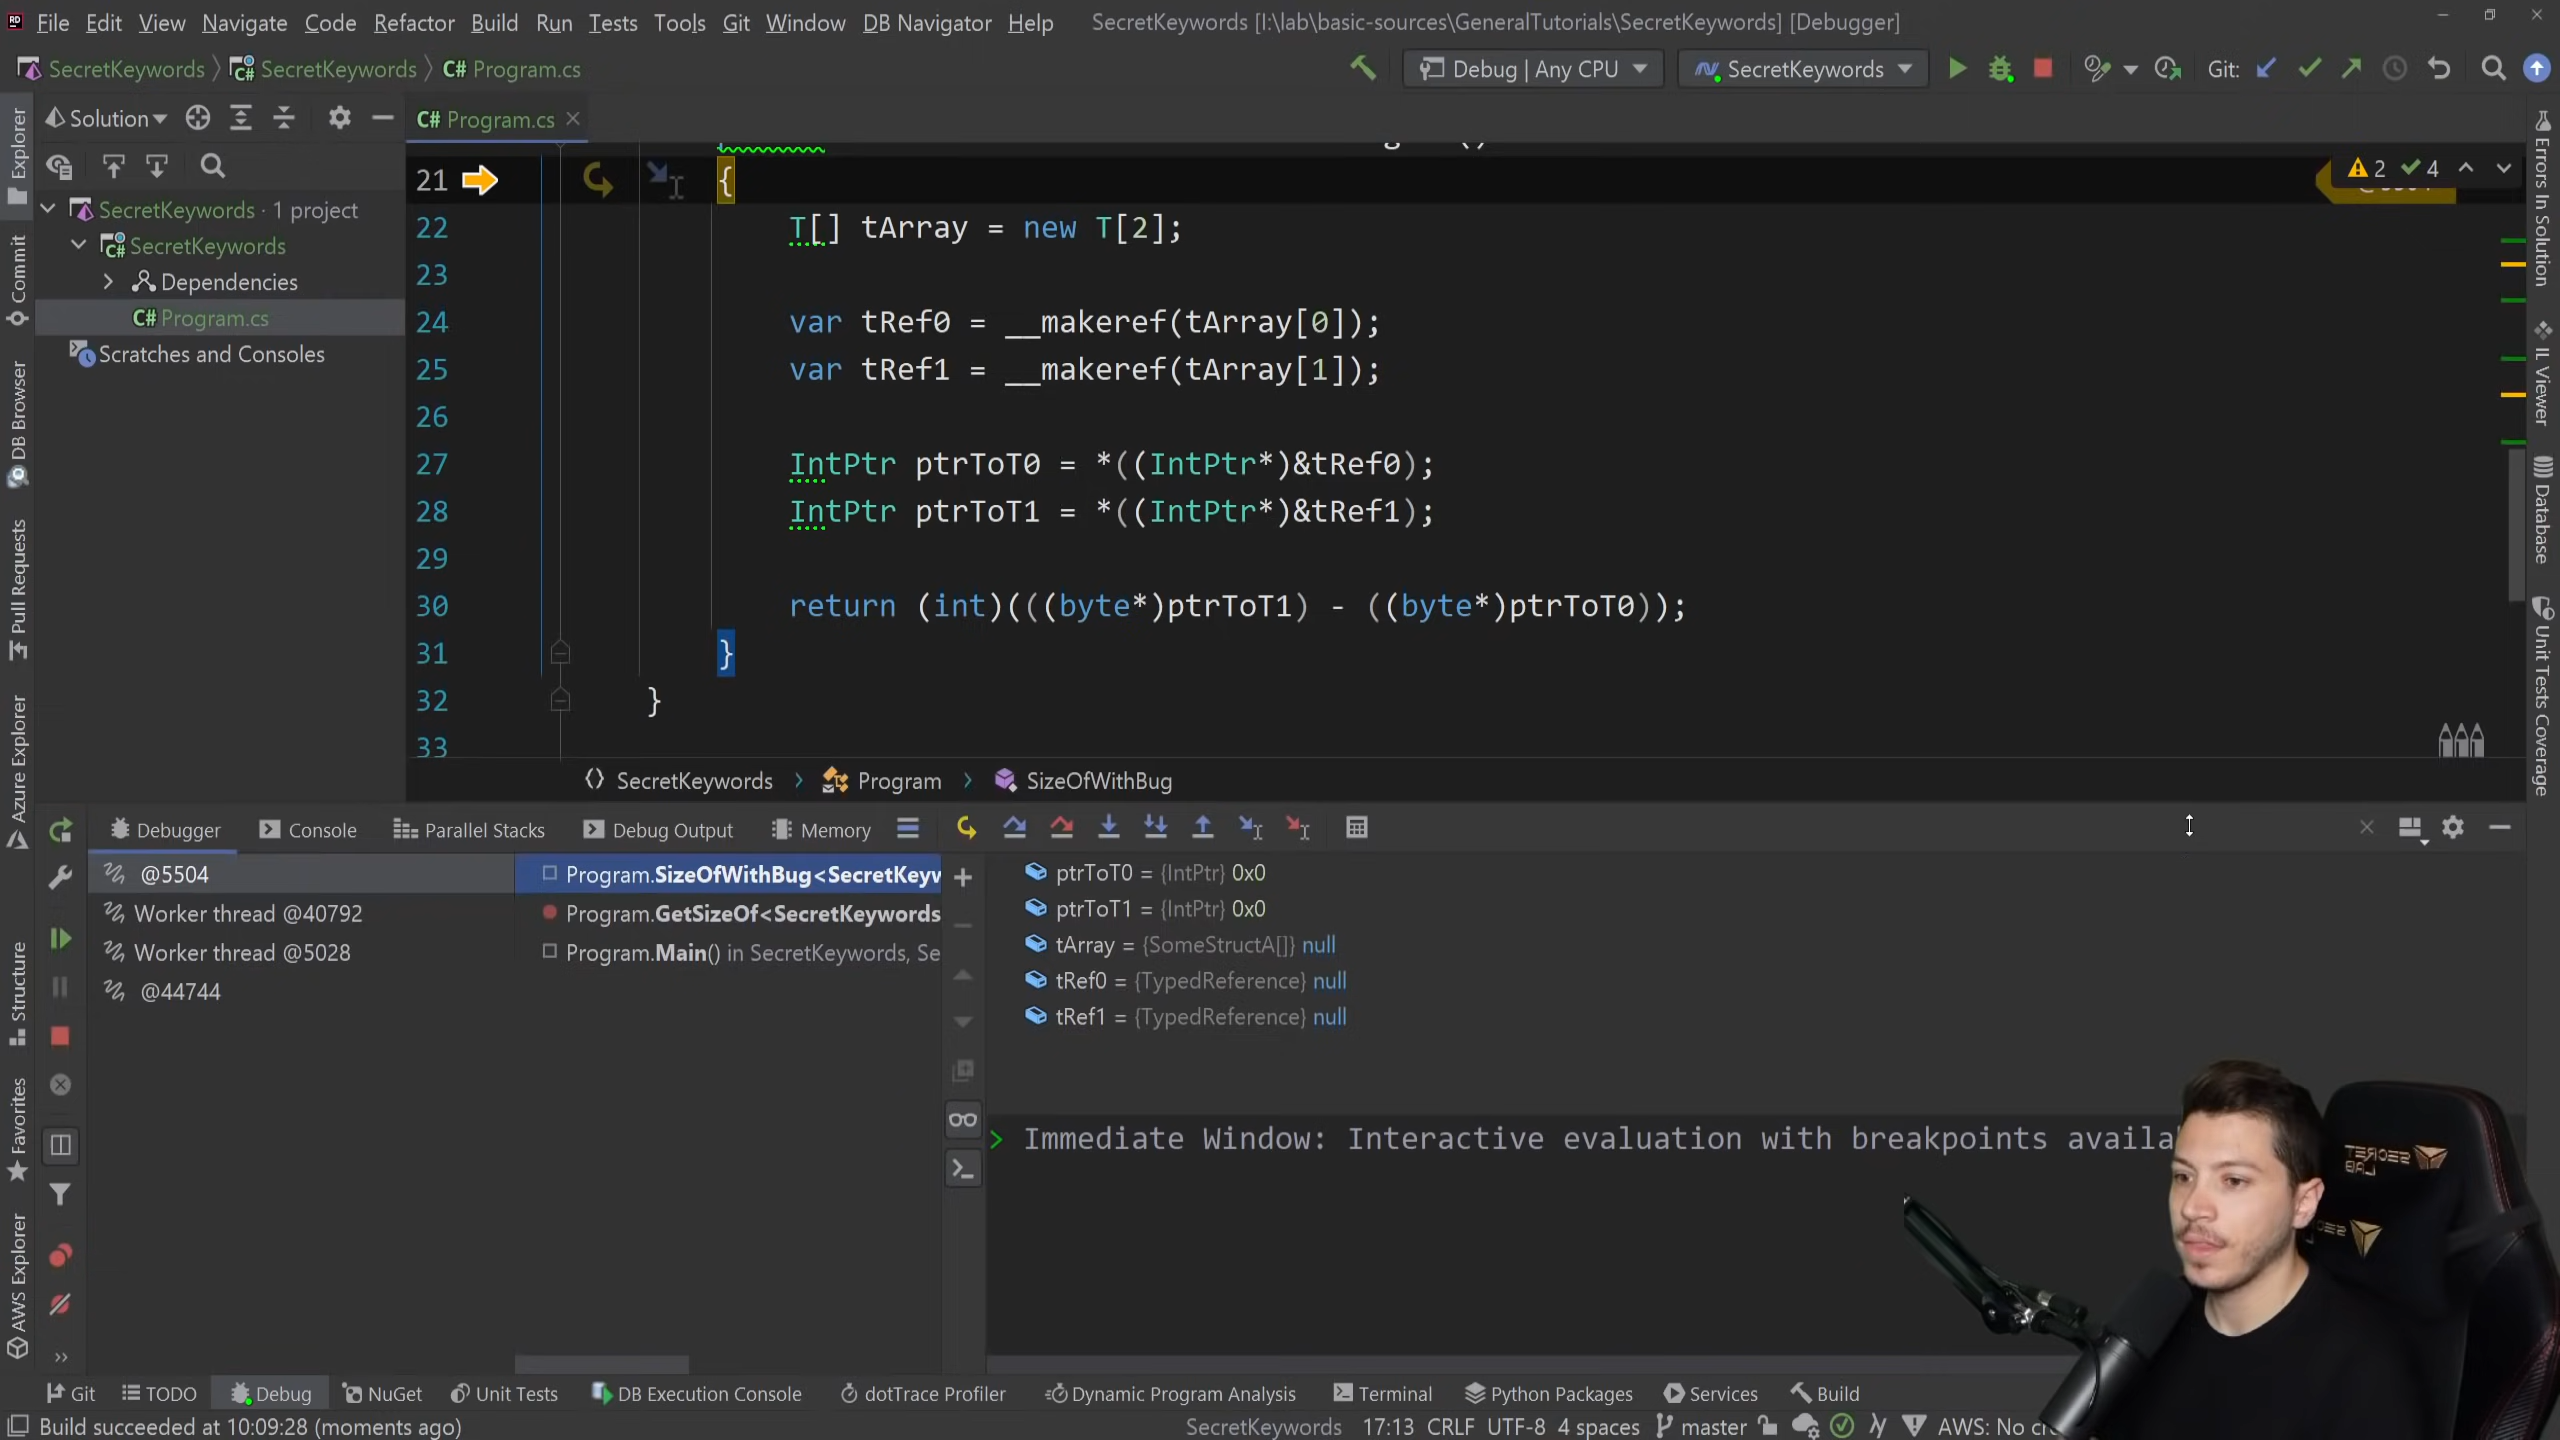 File Edit View Navigate Code Refactor Build Run Tests Tools Git Window DB Navigator Help SecretKeywords [I:\lab\basic-sources\GeneralTutorials\SecretKeywords] [Debugger]
SecretKeywords SecretKeywords C# Program.cs Debug | Any CPU SecretKeywords Git:
Solution C# Program.cs
SecretKeywords · 1 project
SecretKeywords
Dependencies
C# Program.cs
Scratches and Consoles
Explorer
Commit
DB Browser
Pull Requests
Azure Explorer
Structure
Favorites
AWS Explorer
2 4
21 {
22 T[] tArray = new T[2];
23
24 var tRef0 = __makeref(tArray[0]);
25 var tRef1 = __makeref(tArray[1]);
26
27 IntPtr ptrToT0 = *((IntPtr*)&tRef0);
28 IntPtr ptrToT1 = *((IntPtr*)&tRef1);
29
30 return (int)(((byte*)ptrToT1) - ((byte*)ptrToT0));
31 }
32 }
33
SecretKeywords Program SizeOfWithBug
Errors In Solution
IL Viewer
Database
Unit Tests Coverage
Debugger Console Parallel Stacks Debug Output Memory
@5504
Worker thread @40792
Worker thread @5028
@44744
Program.SizeOfWithBug<SecretKeyw
Program.GetSizeOf<SecretKeywords
Program.Main() in SecretKeywords, Se
ptrToT0 = {IntPtr} 0x0
ptrToT1 = {IntPtr} 0x0
tArray = {SomeStructA[]} null
tRef0 = {TypedReference} null
tRef1 = {TypedReference} null
> Immediate Window: Interactive evaluation with breakpoints availa
SECRET
LAB
Git TODO Debug NuGet Unit Tests DB Execution Console dotTrace Profiler Dynamic Program Analysis Terminal Python Packages Services Build
Build succeeded at 10:09:28 (moments ago) SecretKeywords 17:13 CRLF UTF-8 4 spaces master AWS: No